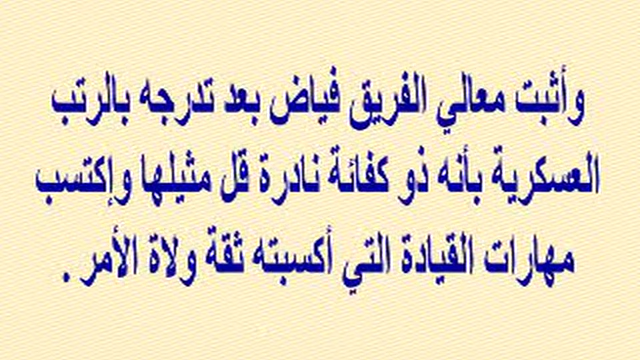 وأثبت معالي الفريق فياض بعد تدرجه بالرتب
العسكرية بأنه ذو كفائة نادرة قل مثيلها وإكتسب
مهارات القيادة التي أكسبته ثقة ولاة الأمر .